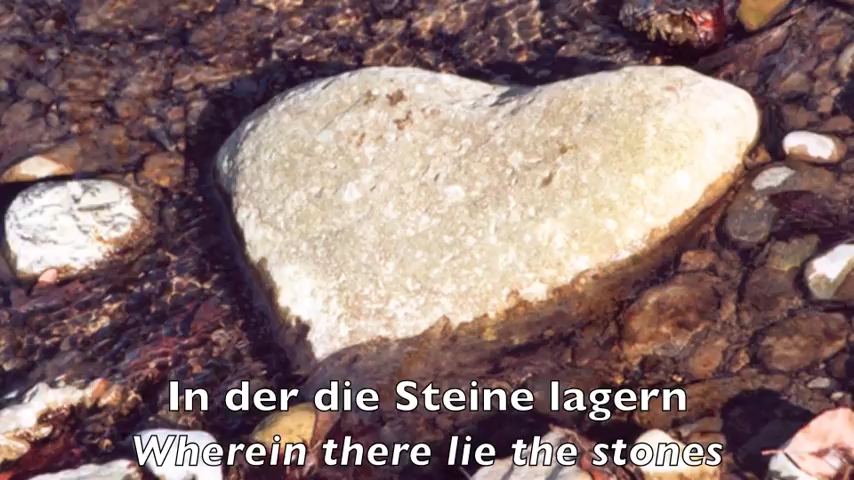 In der die Steine lagern
Wherein there lie the stones